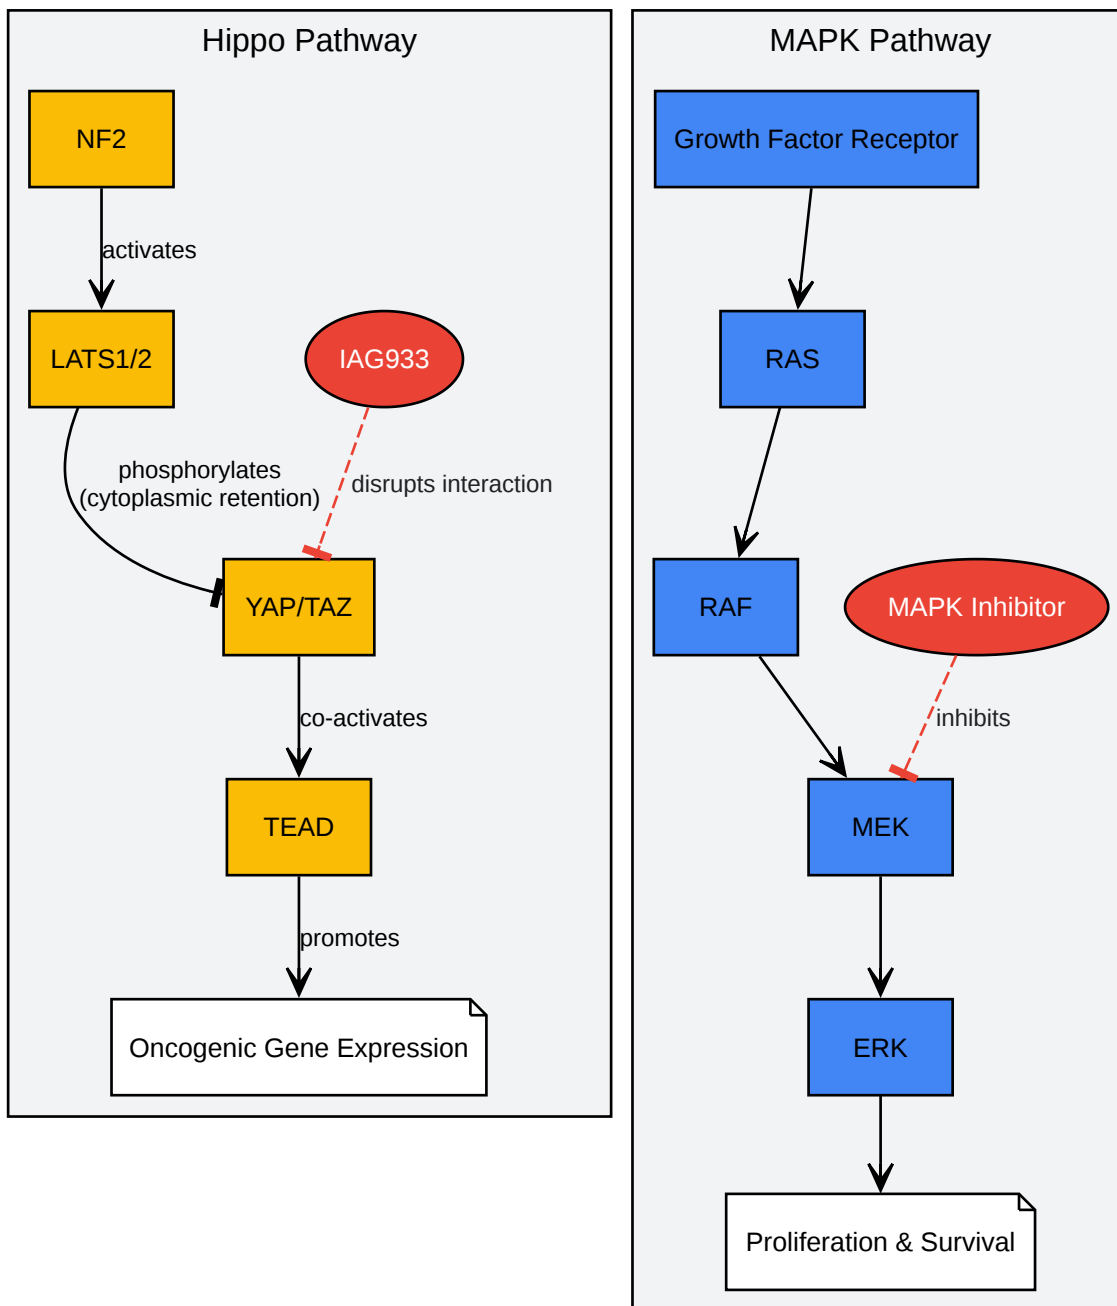 Hippo Pathway
NF2
activates
LATS1/2
IAG933
phosphorylates
(cytoplasmic retention)
disrupts interaction
YAP/TAZ
co-activates
TEAD
promotes
Oncogenic Gene Expression
MAPK Pathway
Growth Factor Receptor
RAS
RAF
MAPK Inhibitor
inhibits
MEK
ERK
Proliferation & Survival